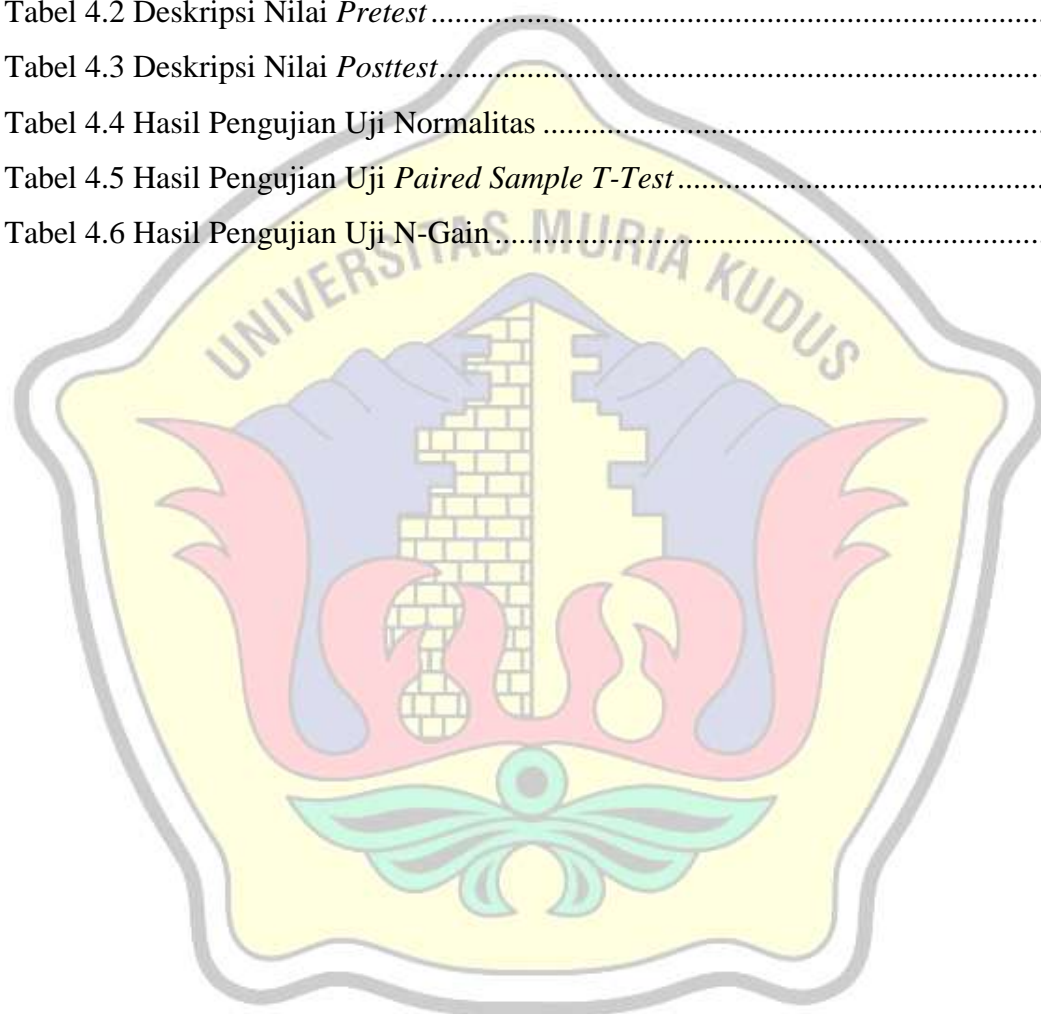 Tabel 4.2 Deskripsi Nilai Pretest ........................................................................
Tabel 4.3 Deskripsi Nilai Posttest.......................................................................
Tabel 4.4 Hasil Pengujian Uji Normalitas ..........................................................
Tabel 4.5 Hasil Pengujian Uji Paired Sample T-Test ..........................................
Tabel 4.6 Hasil Pengujian Uji N-Gain ................................................................
UNIVERSITAS MURIA KUDUS